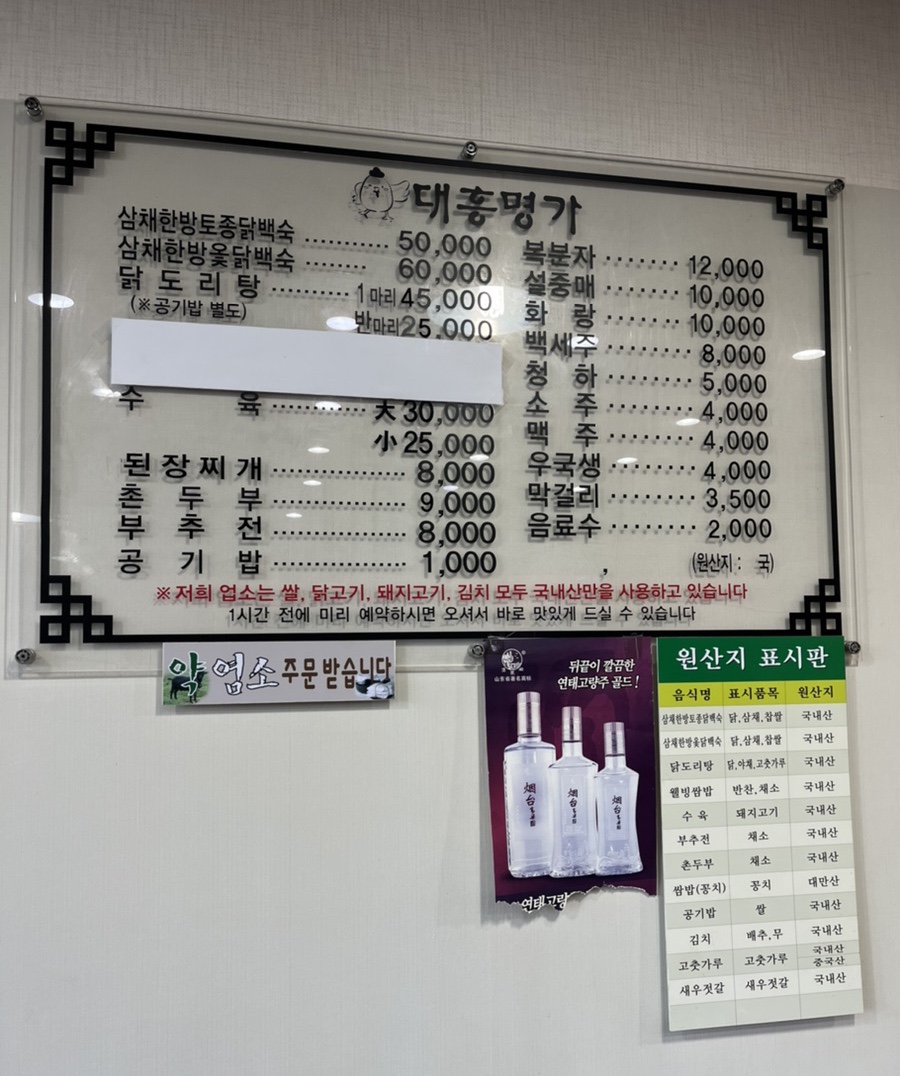 대흥명가
삼채한방토종닭백숙 ............ 50,000
삼채한방옻닭백숙 ........ 60,000
닭도리탕 ........... 1마리 45,000
(※공기밥 별도)
반마리 25,000
수 육 ............. 大 30,000
小 25,000
된장찌개 .................. 8,000
촌 두 부 .................. 9,000
부 추 전 .................. 8,000
공 기 밥 .................. 1,000
복분자 ........ 12,000
설중매 ........ 10,000
화 랑 ........ 10,000
백세주 ........ 8,000
청 하 ........ 5,000
소 주 ........ 4,000
맥 주 ........ 4,000
우국생 ........ 4,000
막걸리 ........ 3,500
음료수 ........ 2,000
(원산지 : 국)
※ 저희 업소는 쌀, 닭고기, 돼지고기, 김치 모두 국내산만을 사용하고 있습니다
1시간 전에 미리 예약하시면 오셔서 바로 맛있게 드실 수 있습니다
약 염소 주문 받습니다
山东省著名商标
뒤끝이 깔끔한
연태고량주 골드!
烟台
烟台
烟台
연태고량
원산지 표시판
음식명 표시품목 원산지
삼채한방토종닭백숙 닭,삼채,찹쌀 국내산
삼채한방옻닭백숙 닭,삼채,찹쌀 국내산
닭도리탕 닭,야채,고춧가루 국내산
웰빙쌈밥 반찬,채소 국내산
수 육 돼지고기 국내산
부추전 채소 국내산
촌두부 채소 국내산
쌈밥(꽁치) 꽁치 대만산
공기밥 쌀 국내산
김치 배추,무 국내산
고춧가루 고춧가루 국내산 중국산
새우젓갈 새우젓갈 국내산